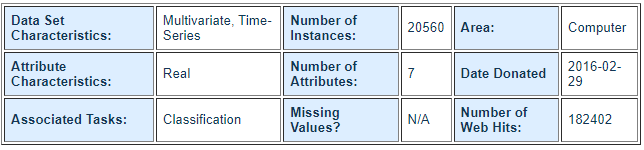 Data Set Characteristics: Multivariate, Time-Series Number of Instances: 20560 Area: Computer
Attribute Characteristics: Real Number of Attributes: 7 Date Donated 2016-02-29
Associated Tasks: Classification Missing Values? N/A Number of Web Hits: 182402